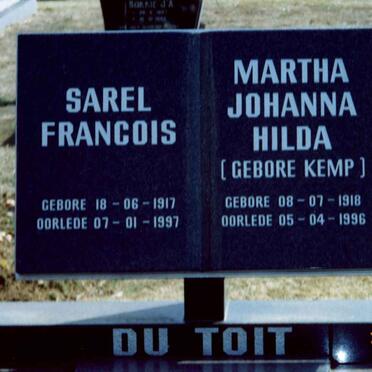 SAREL
FRANCOIS
GEBORE 18-06-1917
OORLEDE 07-01-1997
MARTHA
JOHANNA
HILDA
[GEBORE KEMP]
GEBORE 08-07-1918
OORLEDE 05-04-1996
DU TOIT